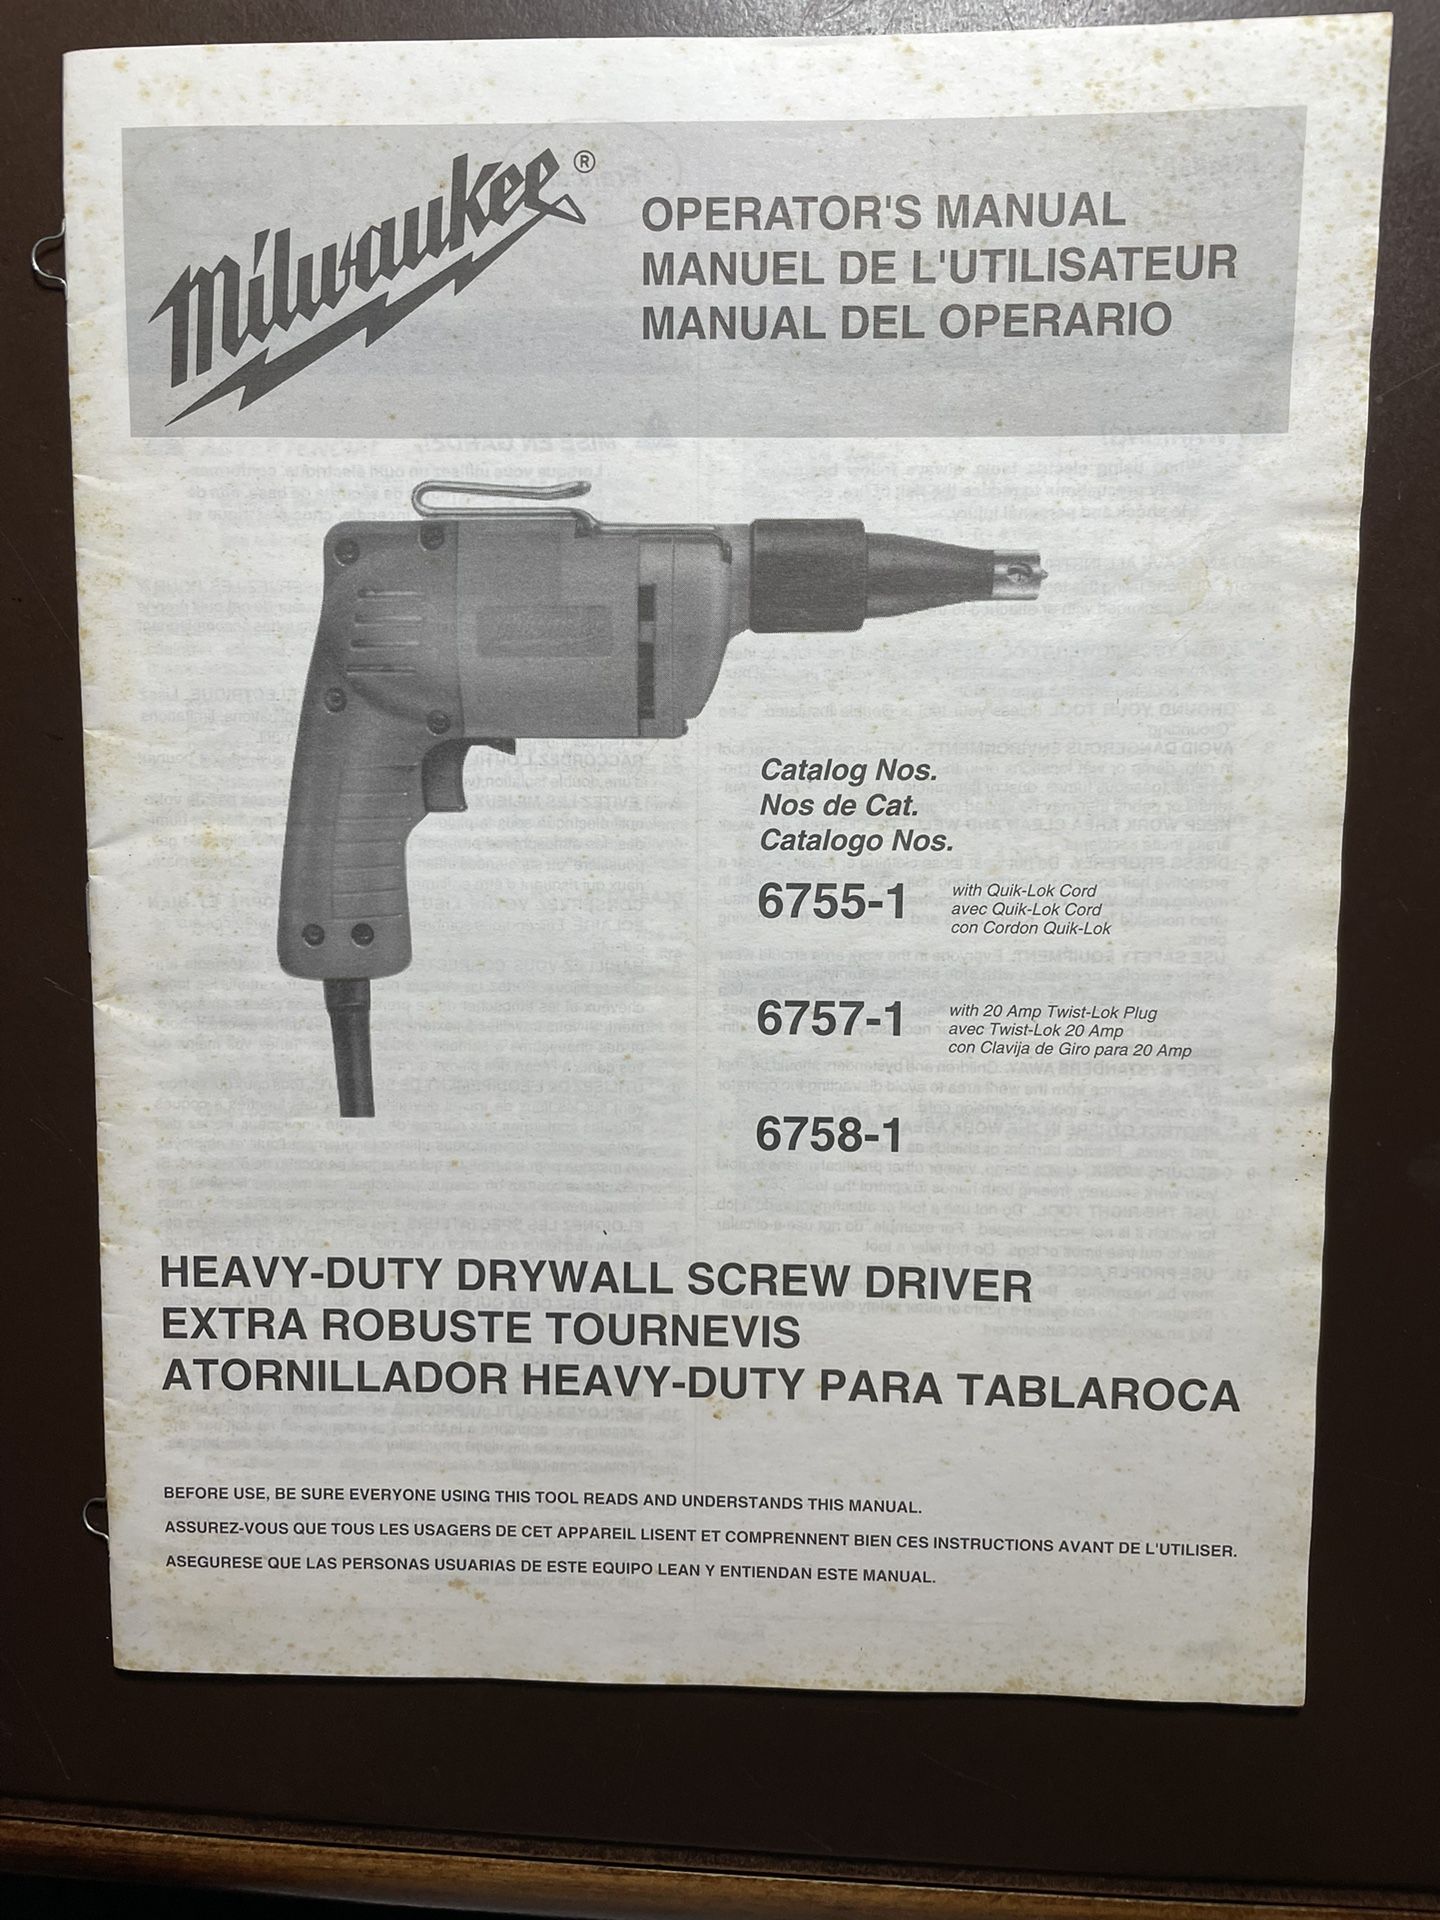 Milwaukee®
OPERATOR'S MANUAL
MANUEL DE L'UTILISATEUR
MANUAL DEL OPERARIO
Catalog Nos.
Nos de Cat.
Catalogo Nos.
6755-1
with Quik-Lok Cord
avec Quik-Lok Cord
con Cordon Quik-Lok
6757-1
with 20 Amp Twist-Lok Plug
avec Twist-Lok 20 Amp
con Clavija de Giro para 20 Amp
6758-1
HEAVY-DUTY DRYWALL SCREW DRIVER
EXTRA ROBUSTE TOURNEVIS
ATORNILLADOR HEAVY-DUTY PARA TABLAROCA
BEFORE USE, BE SURE EVERYONE USING THIS TOOL READS AND UNDERSTANDS THIS MANUAL.
ASSUREZ-VOUS QUE TOUS LES USAGERS DE CET APPAREIL LISENT ET COMPRENNENT BIEN CES INSTRUCTIONS AVANT DE L'UTILISER.
ASEGURESE QUE LAS PERSONAS USUARIAS DE ESTE EQUIPO LEAN Y ENTIENDAN ESTE MANUAL.